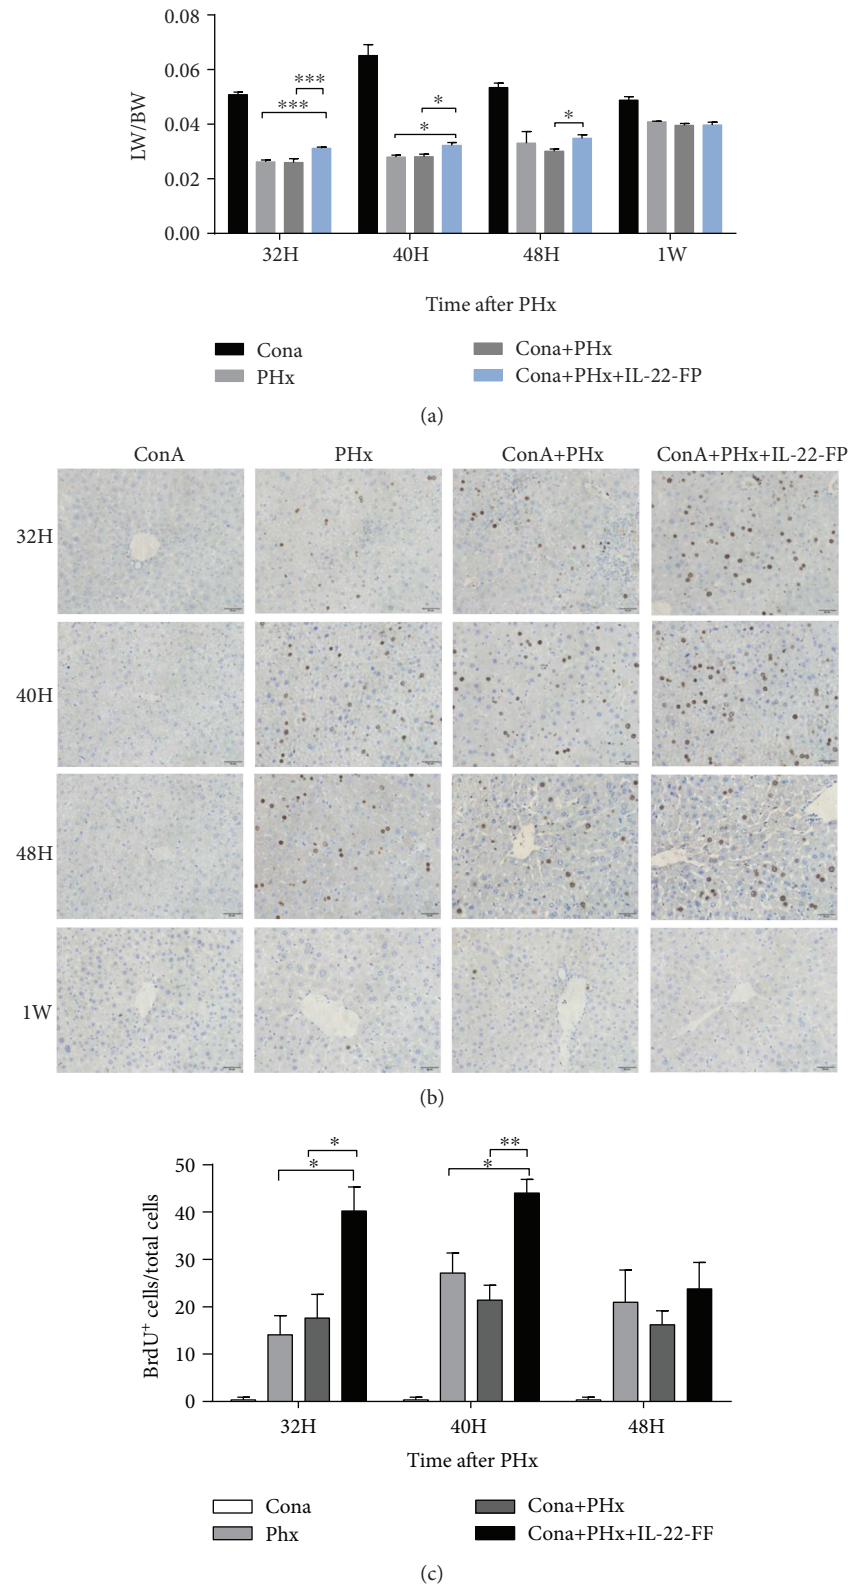 0.08
0.06
0.04
0.02
0.00
LW/BW
***
***
*
*
*
32H 40H 48H 1W
Time after PHx
Cona Cona+PHx
PHx Cona+PHx+IL-22-FP
(a)
ConA PHx ConA+PHx ConA+PHx+IL-22-FP
32H
40H
48H
1W
(b)
* **
* *
50
40
30
20
10
0
BrdU+ cells/total cells
32H 40H 48H
Time after PHx
Cona Cona+PHx
Phx Cona+PHx+IL-22-FF
(c)